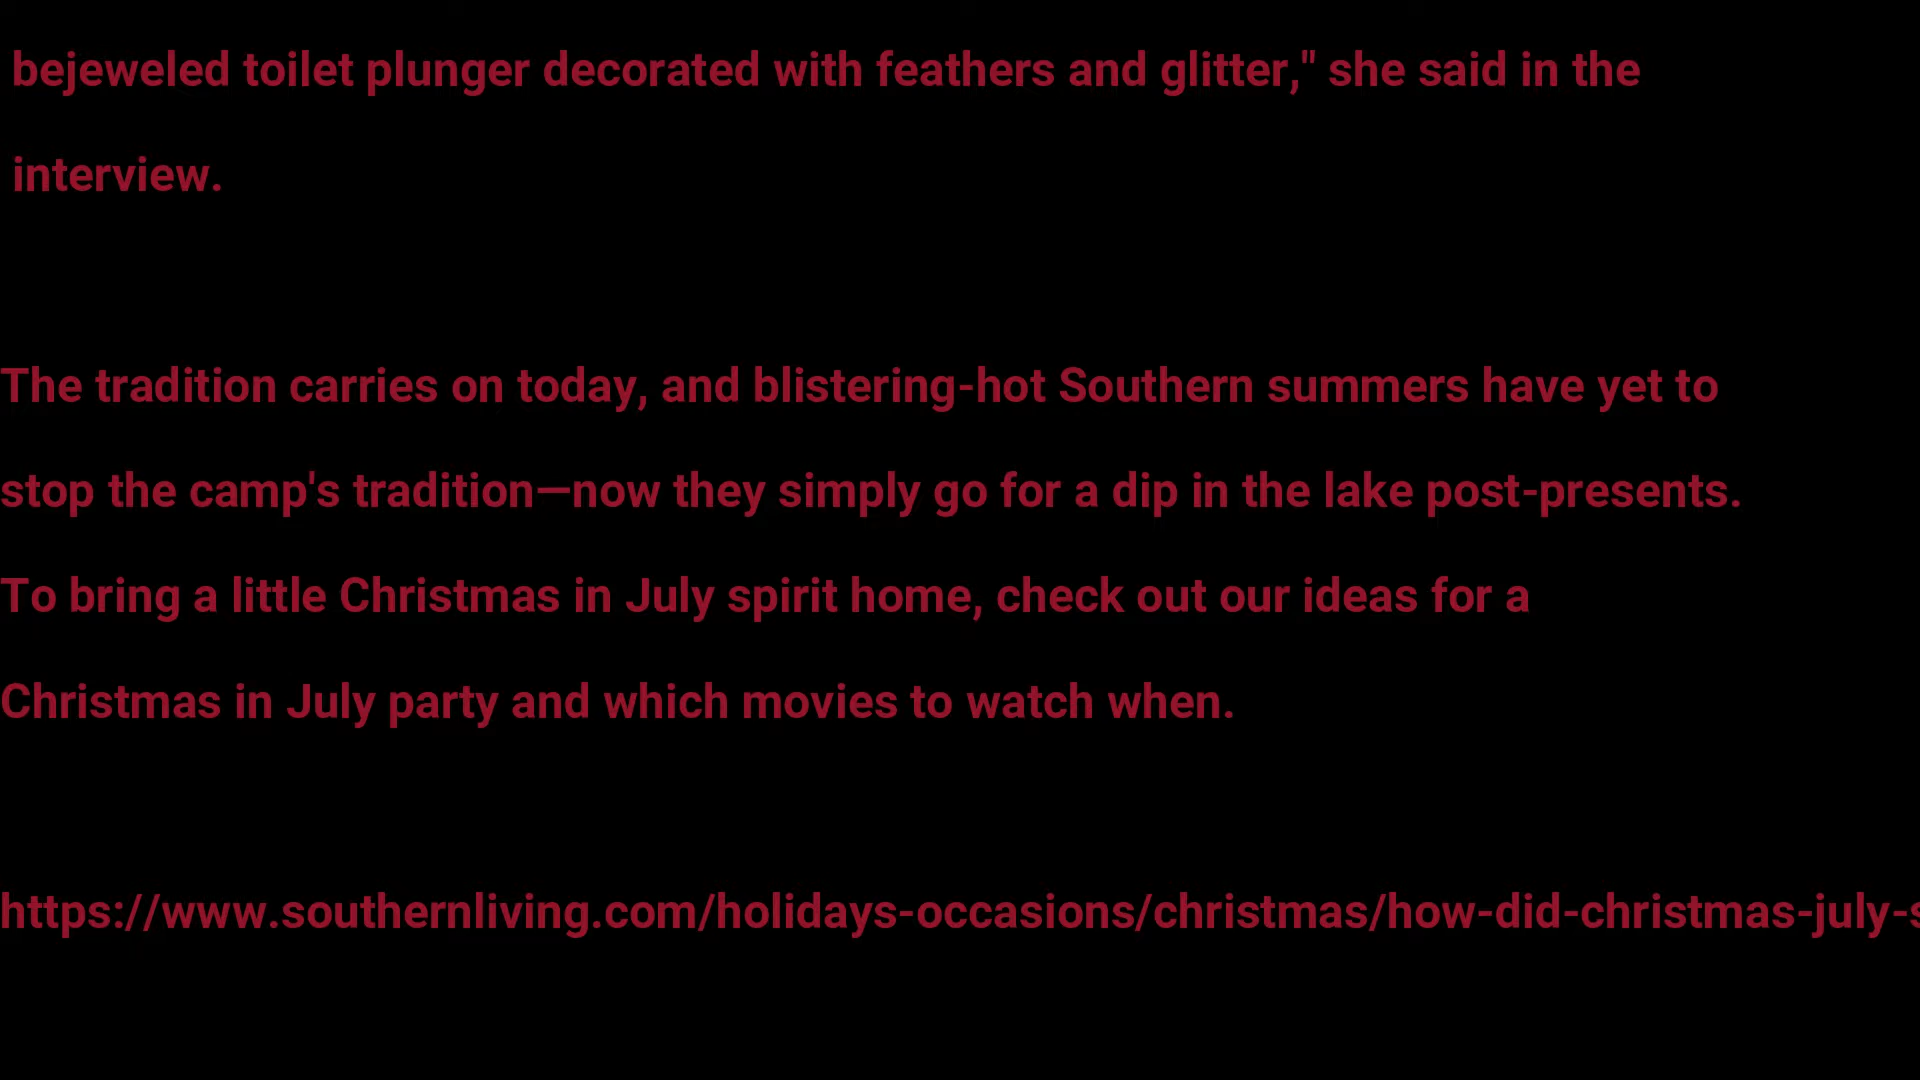 bejeweled toilet plunger decorated with feathers and glitter," she said in the
interview.
The tradition carries on today, and blistering-hot Southern summers have yet to
stop the camp's tradition—now they simply go for a dip in the lake post-presents.
To bring a little Christmas in July spirit home, check out our ideas for a
Christmas in July party and which movies to watch when.
https://www.southernliving.com/holidays-occasions/christmas/how-did-christmas-july-s